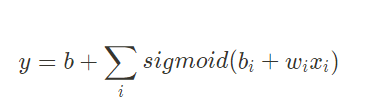 y = b + ∑_i sigmoid(b_i + w_i x_i)